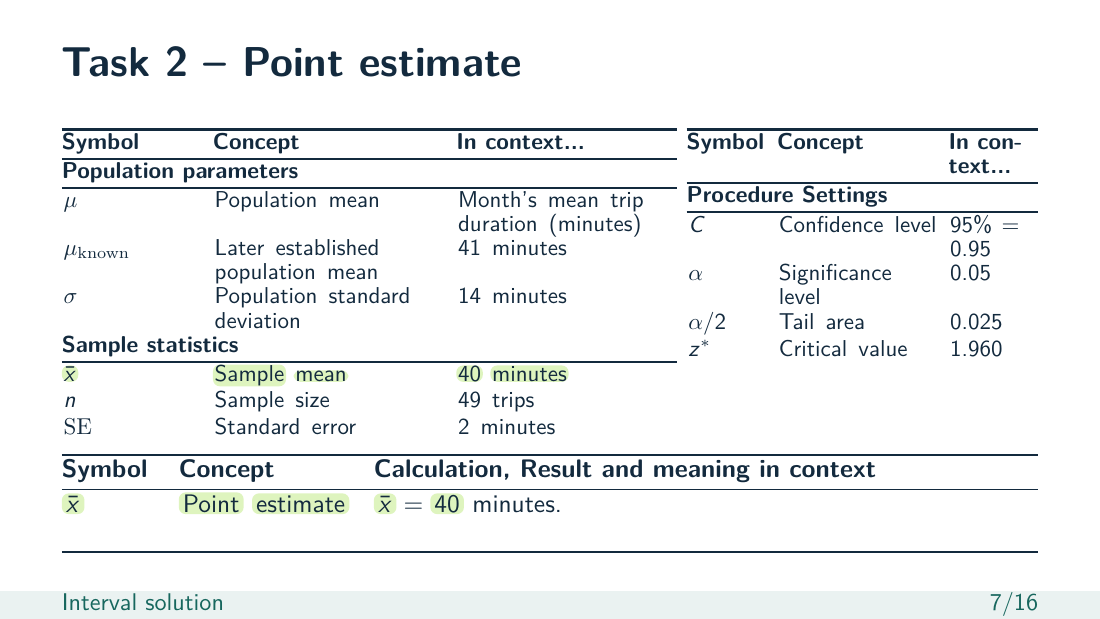 Task 2 – Point estimate
Symbol Concept In context...
Population parameters
μ Population mean Month's mean trip
duration (minutes)
μknown Later established 41 minutes
population mean
σ Population standard 14 minutes
deviation
Sample statistics
x̄ Sample mean 40 minutes
n Sample size 49 trips
SE Standard error 2 minutes
Symbol Concept In con-
text...
Procedure Settings
C Confidence level 95% =
0.95
α Significance 0.05
level
α/2 Tail area 0.025
z* Critical value 1.960
Symbol Concept Calculation, Result and meaning in context
x̄ Point estimate x̄ = 40 minutes.
Interval solution 7/16